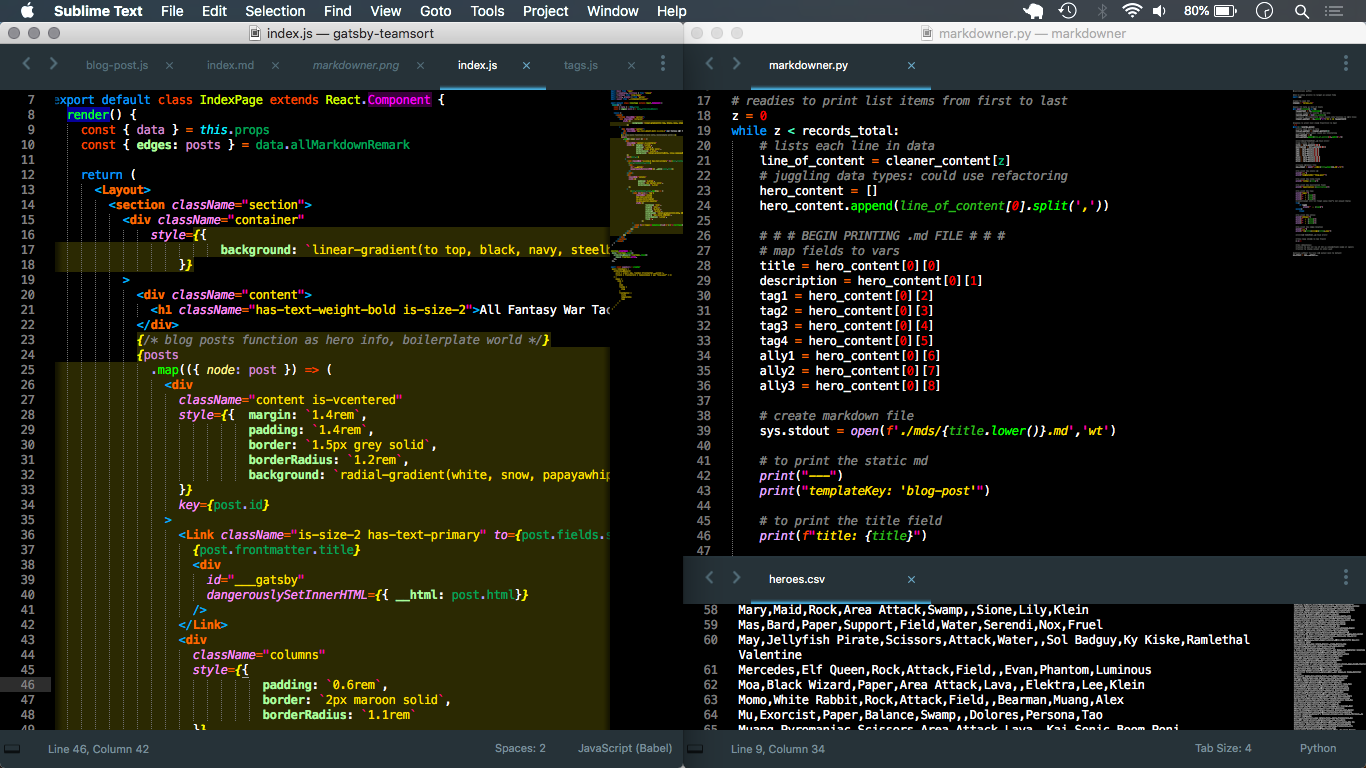 Sublime Text File Edit Selection Find View Goto Tools Project Window Help 80%
index.js — gatsby-teamsort
blog-post.js × index.md × markdowner.png × index.js × tags.js ×
7 export default class IndexPage extends React.Component {
8 render() {
9 const { data } = this.props
10 const { edges: posts } = data.allMarkdownRemark
11
12 return (
13 <Layout>
14 <section className="section">
15 <div className="container"
16 style={{
17 background: `linear-gradient(to top, black, navy, steelb
18 }}
19 >
20 <div className="content">
21 <h1 className="has-text-weight-bold is-size-2">All Fantasy War Tac
22 </div>
23 {/* blog posts function as hero info, boilerplate world */}
24 {posts
25 .map(({ node: post }) => (
26 <div
27 className="content is-vcentered"
28 style={{ margin: `1.4rem`,
29 padding: `1.4rem`,
30 border: `1.5px grey solid`,
31 borderRadius: `1.2rem`,
32 background: `radial-gradient(white, snow, papayawhip
33 }}
34 key={post.id}
35 >
36 <Link className="is-size-2 has-text-primary" to={post.fields.s
37 {post.frontmatter.title}
38 <div
39 id="___gatsby"
40 dangerouslySetInnerHTML={{ __html: post.html}}
41 />
42 </Link>
43 <div
44 className="columns"
45 style={{
46 padding: `0.6rem`,
47 border: `2px maroon solid`,
48 borderRadius: `1.1rem`
}}
Line 46, Column 42 Spaces: 2 JavaScript (Babel)
markdowner.py — markdowner
markdowner.py ×
17 # readies to print list items from first to last
18 z = 0
19 while z < records_total:
20 # lists each line in data
21 line_of_content = cleaner_content[z]
22 # juggling data types: could use refactoring
23 hero_content = []
24 hero_content.append(line_of_content[0].split(','))
25
26 # # # BEGIN PRINTING .md FILE # # #
27 # map fields to vars
28 title = hero_content[0][0]
29 description = hero_content[0][1]
30 tag1 = hero_content[0][2]
31 tag2 = hero_content[0][3]
32 tag3 = hero_content[0][4]
33 tag4 = hero_content[0][5]
34 ally1 = hero_content[0][6]
35 ally2 = hero_content[0][7]
36 ally3 = hero_content[0][8]
37
38 # create markdown file
39 sys.stdout = open(f'./mds/{title.lower()}.md','wt')
40
41 # to print the static md
42 print("---")
43 print("templateKey: 'blog-post'")
44
45 # to print the title field
46 print(f"title: {title}")
47
heroes.csv ×
58 Mary,Maid,Rock,Area Attack,Swamp,,Sione,Lily,Klein
59 Mas,Bard,Paper,Support,Field,Water,Serendi,Nox,Fruel
60 May,Jellyfish Pirate,Scissors,Attack,Water,,Sol Badguy,Ky Kiske,Ramlethal
Valentine
61 Mercedes,Elf Queen,Rock,Attack,Field,,Evan,Phantom,Luminous
62 Moa,Black Wizard,Paper,Area Attack,Lava,,Elektra,Lee,Klein
63 Momo,White Rabbit,Rock,Attack,Field,,Bearman,Muang,Alex
64 Mu,Exorcist,Paper,Balance,Swamp,,Dolores,Persona,Tao
65 Muang,Pyromaniac,Scissors,Area Attack,Lava,,Kai,Sonic Boom,
Line 9, Column 34 Tab Size: 4 Python